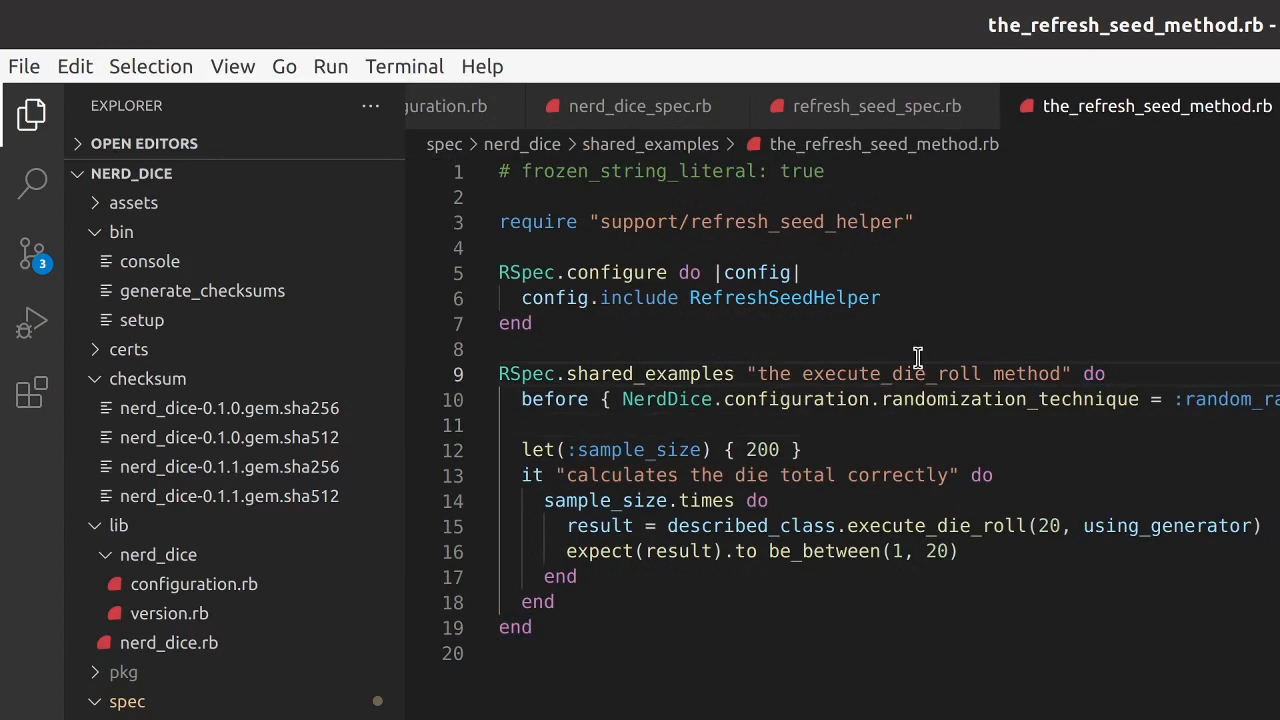 the_refresh_seed_method.rb -
File Edit Selection View Go Run Terminal Help
EXPLORER ···
guration.rb nerd_dice_spec.rb refresh_seed_spec.rb the_refresh_seed_method.rb
OPEN EDITORS
spec > nerd_dice > shared_examples > the_refresh_seed_method.rb
NERD_DICE
assets
bin
console
generate_checksums
setup
certs
checksum
nerd_dice-0.1.0.gem.sha256
nerd_dice-0.1.0.gem.sha512
nerd_dice-0.1.1.gem.sha256
nerd_dice-0.1.1.gem.sha512
lib
nerd_dice
configuration.rb
version.rb
nerd_dice.rb
pkg
spec
3
1 # frozen_string_literal: true
2
3 require "support/refresh_seed_helper"
4
5 RSpec.configure do |config|
6 config.include RefreshSeedHelper
7 end
8
9 RSpec.shared_examples "the execute_die_roll method" do
10 before { NerdDice.configuration.randomization_technique = :random_ra
11
12 let(:sample_size) { 200 }
13 it "calculates the die total correctly" do
14 sample_size.times do
15 result = described_class.execute_die_roll(20, using_generator)
16 expect(result).to be_between(1, 20)
17 end
18 end
19 end
20